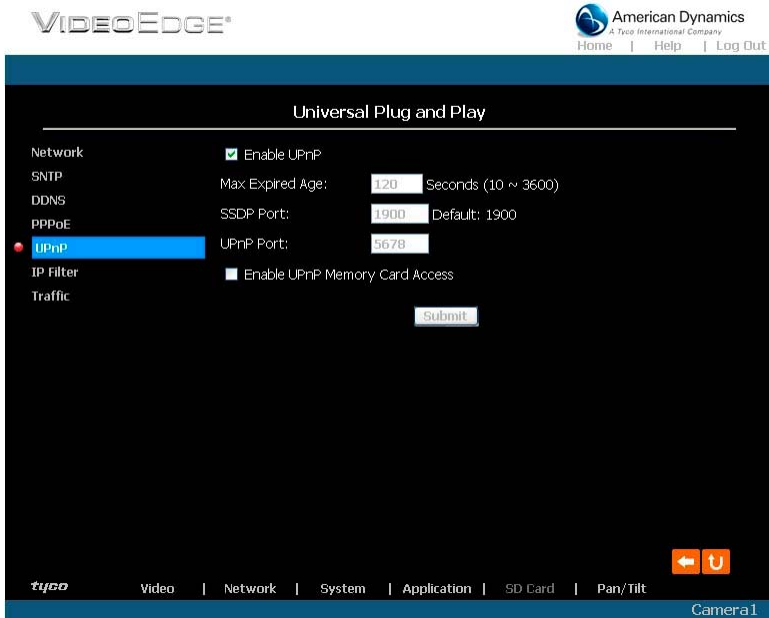 VIDEOEDGE®
American Dynamics
A Tyco International Company
Home | Help | Log Out
Universal Plug and Play
Network
SNTP
DDNS
PPPoE
UPnP
IP Filter
Traffic
Enable UPnP
Max Expired Age: 120 Seconds (10 ~ 3600)
SSDP Port: 1900 Default: 1900
UPnP Port: 5678
Enable UPnP Memory Card Access
Submit
tyco Video | Network | System | Application | SD Card | Pan/Tilt
Camera1